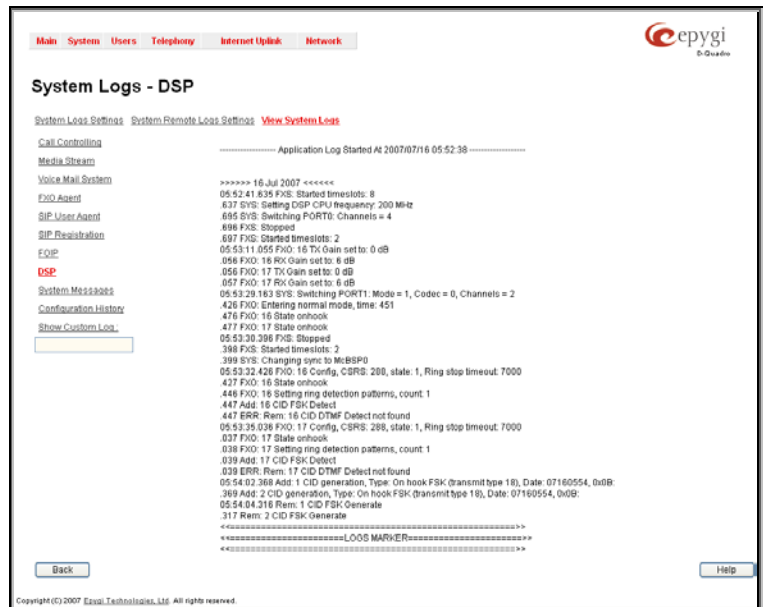 Main System Users Telephony Internet Uplink Network
epygi
D-Quadro
System Logs - DSP
System Logs Settings System Remote Logs Settings View System Logs
Call Controlling
Media Stream
Voice Mail System
FXO Agent
SIP User Agent
SIP Registration
FOIP
DSP
System Messages
Configuration History
Show Custom Log :
------------------- Application Log Started At 2007/07/16 05:52:38 -------------------
>>>>>> 16 Jul 2007 <<<<<<
05:52:41.635 FXS: Started timeslots: 8
.637 SYS: Setting DSP CPU frequency: 200 MHz
.695 SYS: Switching PORT0: Channels = 4
.696 FXS: Stopped
.697 FXS: Started timeslots: 2
05:53:11.055 FXO: 16 TX Gain set to: 0 dB
.056 FXO: 16 RX Gain set to: 6 dB
.056 FXO: 17 TX Gain set to: 0 dB
.057 FXO: 17 RX Gain set to: 6 dB
05:53:29.163 SYS: Switching PORT1: Mode = 1, Codec = 0, Channels = 2
.426 FXO: Entering normal mode, time: 451
.476 FXO: 16 State onhook
.477 FXO: 17 State onhook
05:53:30.396 FXS: Stopped
.398 FXS: Started timeslots: 2
.399 SYS: Changing sync to McBSP0
05:53:32.426 FXO: 16 Config, CSRS: 288, state: 1, Ring stop timeout: 7000
.427 FXO: 16 State onhook
.446 FXO: 16 Setting ring detection patterns, count: 1
.447 Add: 16 CID FSK Detect
.447 ERR: Rem: 16 CID DTMF Detect not found
05:53:35.036 FXO: 17 Config, CSRS: 288, state: 1, Ring stop timeout: 7000
.037 FXO: 17 State onhook
.038 FXO: 17 Setting ring detection patterns, count: 1
.039 Add: 17 CID FSK Detect
.039 ERR: Rem: 17 CID DTMF Detect not found
05:54:02.368 Add: 1 CID generation, Type: On hook FSK (transmit type 18), Date: 07160554, 0x0B:
.369 Add: 2 CID generation, Type: On hook FSK (transmit type 18), Date: 07160554, 0x0B:
05:54:04.316 Rem: 1 CID FSK Generate
.317 Rem: 2 CID FSK Generate
<<==================================================>>
<<====================LOGS MARKER====================>>
<<==================================================>>
Back Help
Copyright (C) 2007 Epygi Technologies, Ltd. All rights reserved.